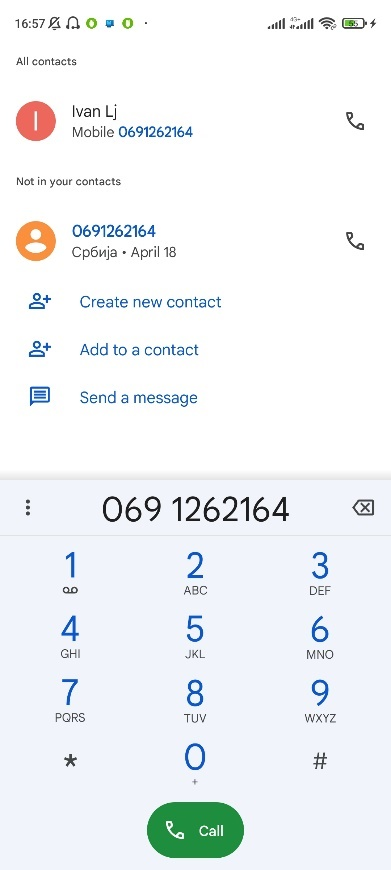 16:57 4G+ 55
All contacts
I
Ivan Lj
Mobile 0691262164
Not in your contacts
0691262164
Србија • April 18
Create new contact
Add to a contact
Send a message
069 1262164
1 2 3
ABC DEF
4 5 6
GHI JKL MNO
7 8 9
PQRS TUV WXYZ
* 0 #
+
Call